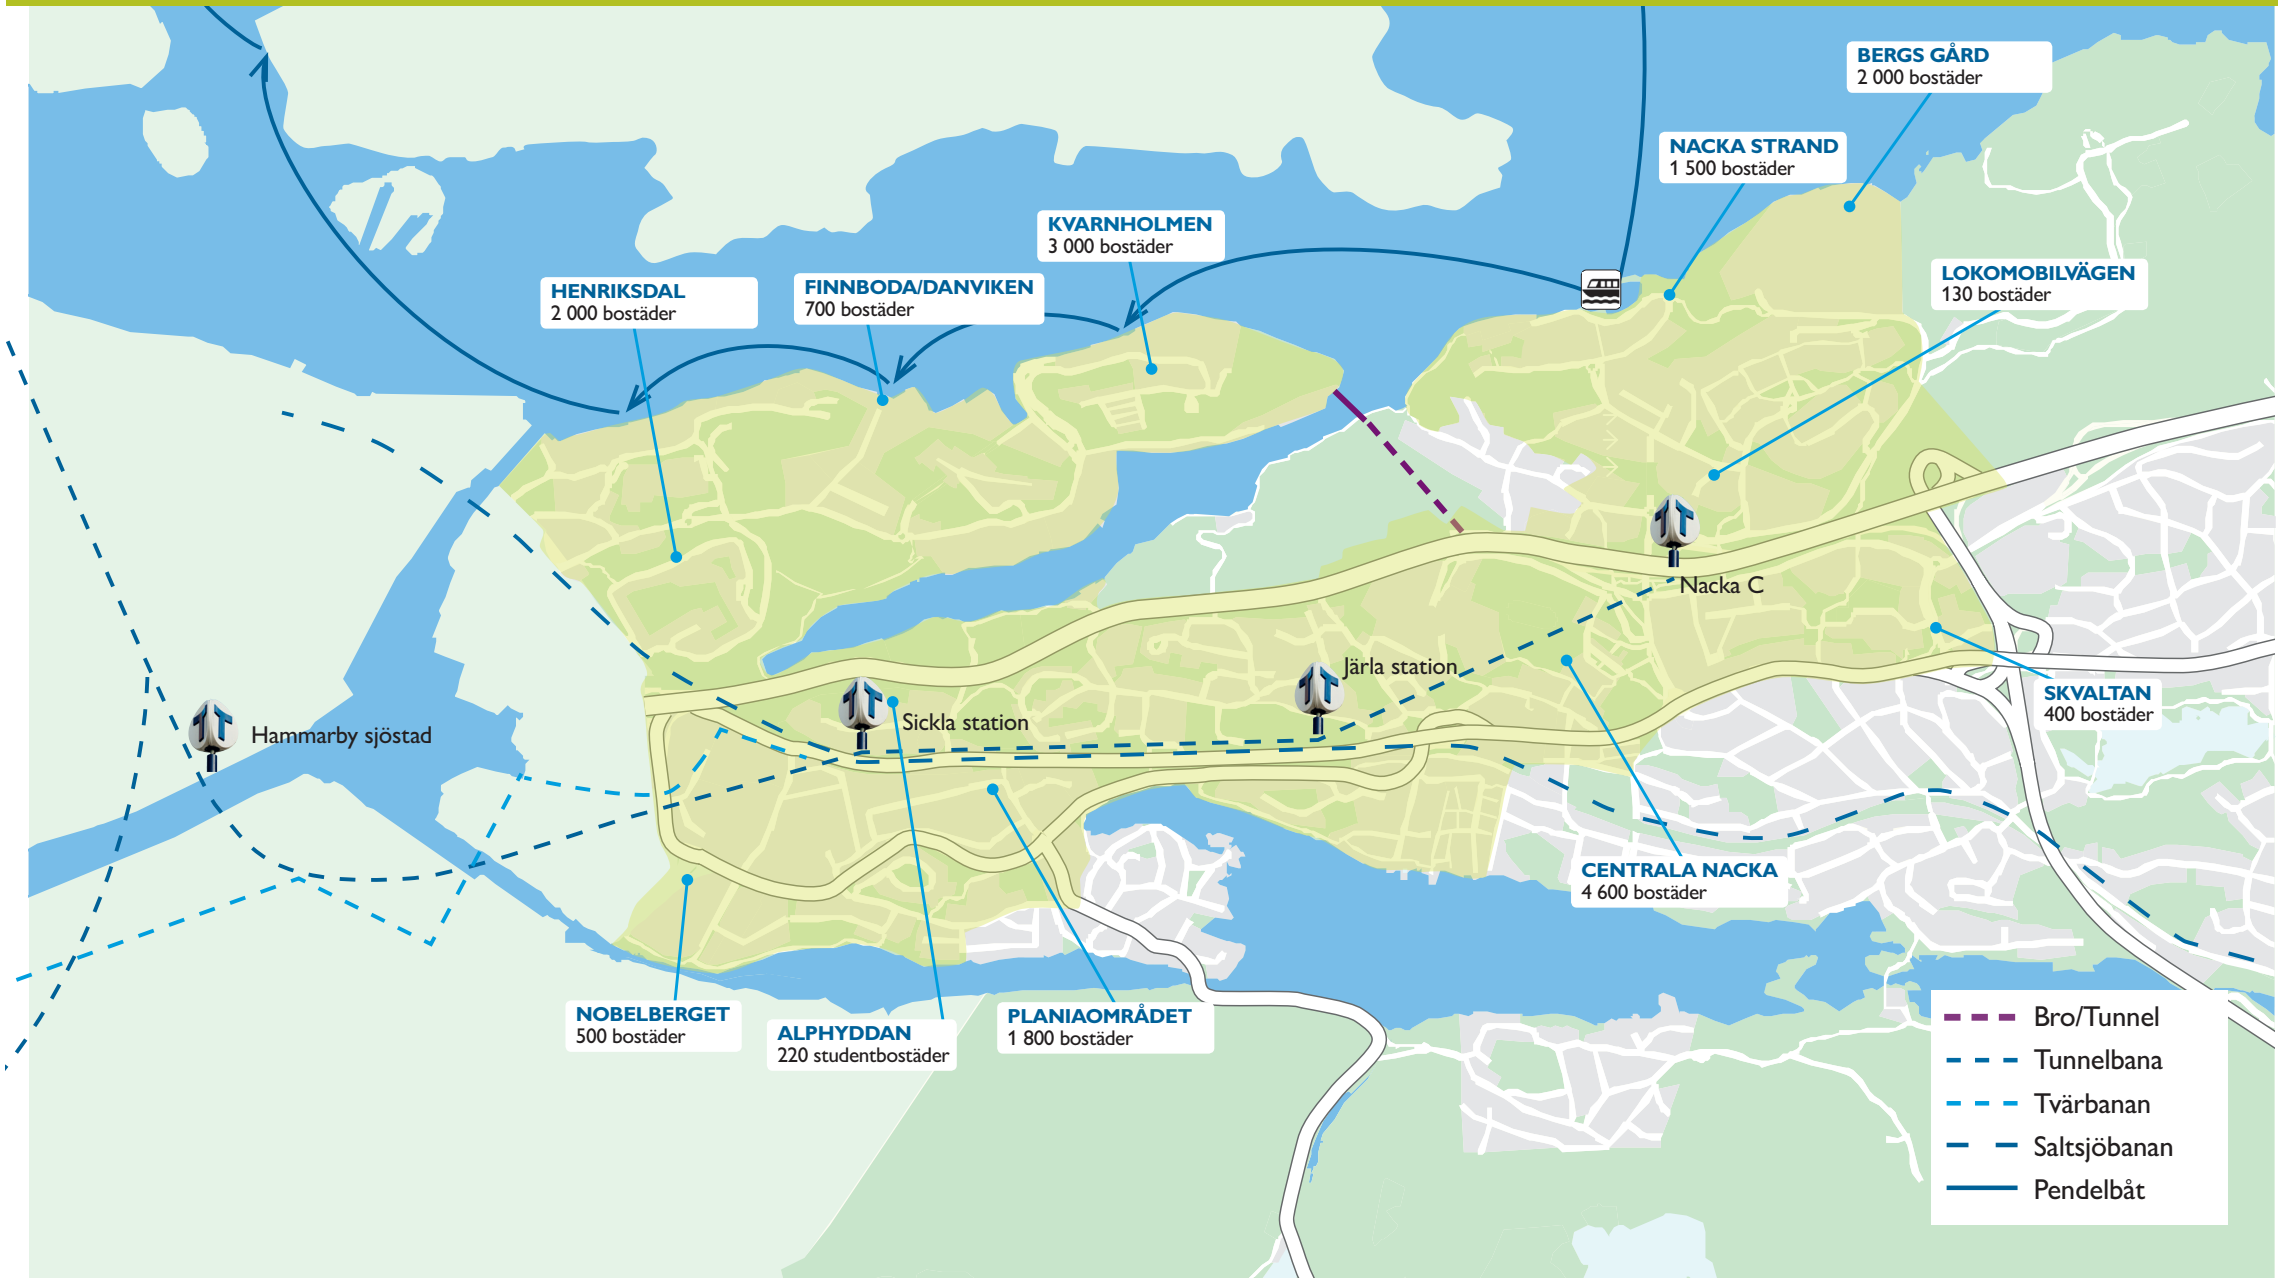 BERGS GÅRD
2 000 bostäder
NACKA STRAND
1 500 bostäder
KVARNHOLMEN
3 000 bostäder
LOKOMOBILVÄGEN
130 bostäder
FINNBODA/DANVIKEN
700 bostäder
HENRIKSDAL
2 000 bostäder
Nacka C
Järla station
Sickla station
Hammarby sjöstad
SKVALTAN
400 bostäder
CENTRALA NACKA
4 600 bostäder
NOBELBERGET
500 bostäder
ALPHYDDAN
220 studentbostäder
PLANIAOMRÅDET
1 800 bostäder
Bro/Tunnel
Tunnelbana
Tvärbanan
Saltsjöbanan
Pendelbåt